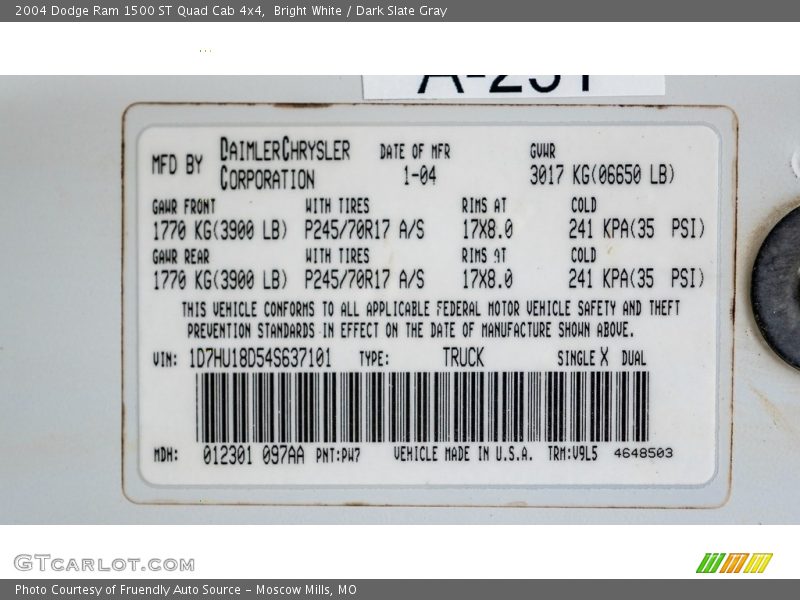 2004 Dodge Ram 1500 ST Quad Cab 4x4,  Bright White / Dark Slate Gray
MFD BY DAIMLERCHRYSLER CORPORATION DATE OF MFR 1-04 GVWR 3017 KG(06650 LB)
GAWR FRONT WITH TIRES RIMS AT COLD
1770 KG(3900 LB) P245/70R17 A/S 17X8.0 241 KPA(35 PSI)
GAWR REAR WITH TIRES RIMS AT COLD
1770 KG(3900 LB) P245/70R17 A/S 17X8.0 241 KPA(35 PSI)
THIS VEHICLE CONFORMS TO ALL APPLICABLE FEDERAL MOTOR VEHICLE SAFETY AND THEFT
PREVENTION STANDARDS IN EFFECT ON THE DATE OF MANUFACTURE SHOWN ABOVE.
VIN: 1D7HU18D54S637101 TYPE: TRUCK SINGLE X DUAL
MDH: 012301 097AA PNT:PW7 VEHICLE MADE IN U.S.A. TRM:V9L5 4648503
GTCARLOT.COM
Photo Courtesy of Fruendly Auto Source - Moscow Mills, MO